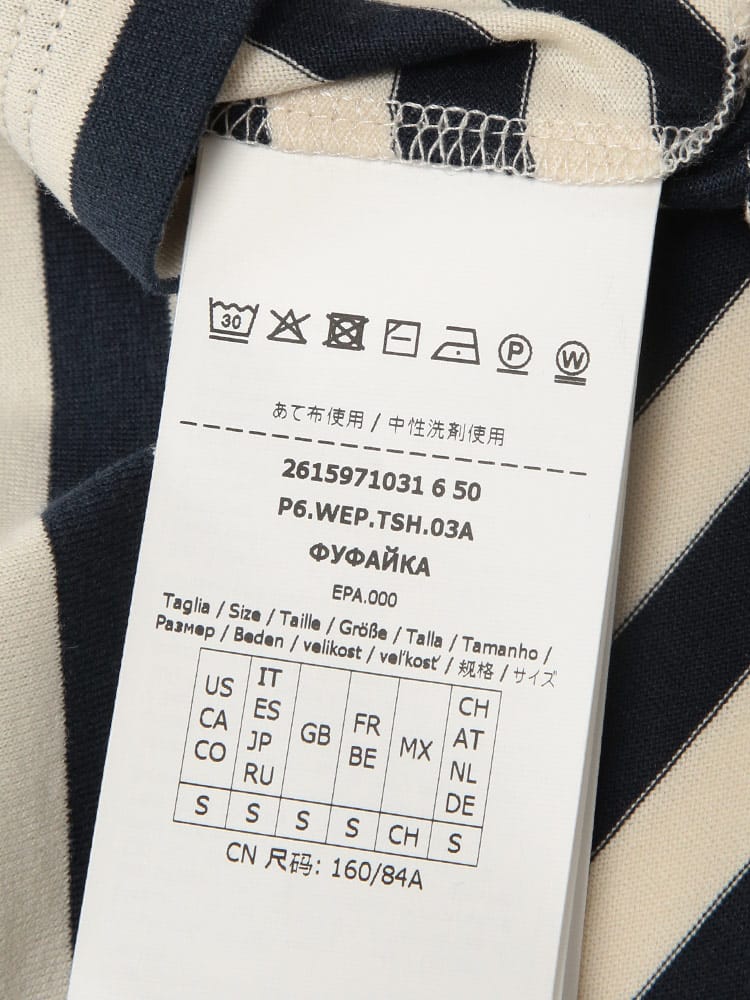 30
P
W
あて布使用 / 中性洗剤使用
2615971031 6 50
P6.WEP.TSH.03A
ФУФАЙКА
EPA.000
Taglia / Size / Taille / Größe / Talla / Tamanho /
Размер / Beden / velikost / veľkosť / 规格 / サイズ
US CA CO
IT ES JP RU
GB
FR BE
MX
CH AT NL DE
S S S S CH S
CN 尺码: 160/84A